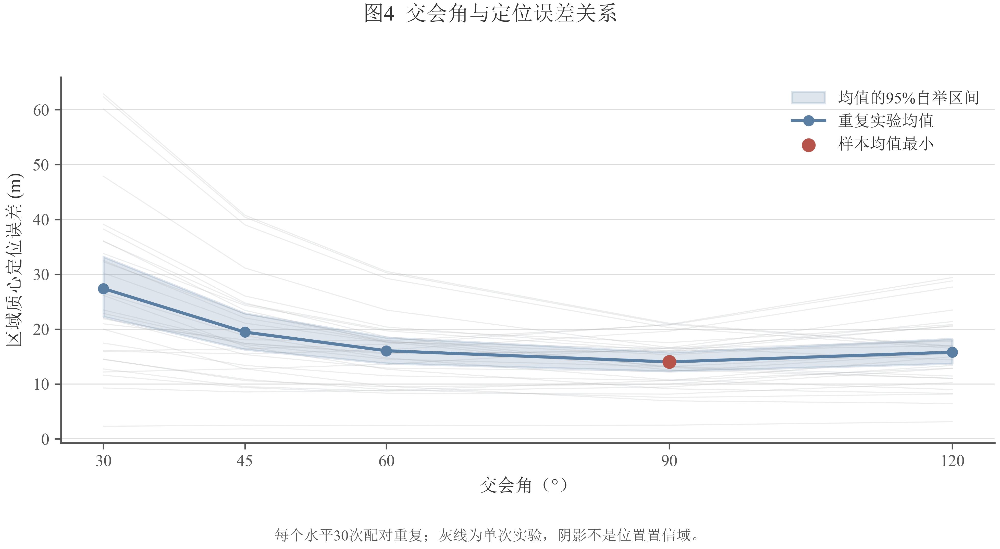 图4 交会角与定位误差关系
均值的95%自举区间
重复实验均值
样本均值最小
区域质心定位误差 (m)
60
50
40
30
20
10
0
30 45 60 90 120
交会角（°）
每个水平30次配对重复；灰线为单次实验，阴影不是位置置信域。